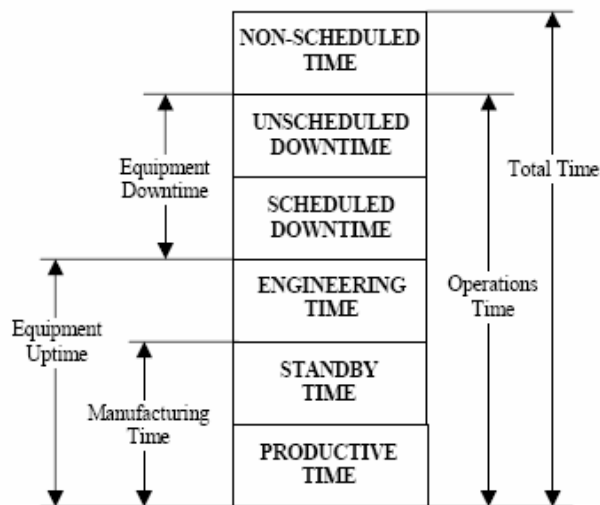 NON-SCHEDULED
TIME
UNSCHEDULED
DOWNTIME
Equipment
Downtime
Total Time
SCHEDULED
DOWNTIME
ENGINEERING
TIME
Operations
Time
Equipment
Uptime
STANDBY
TIME
Manufacturing
Time
PRODUCTIVE
TIME